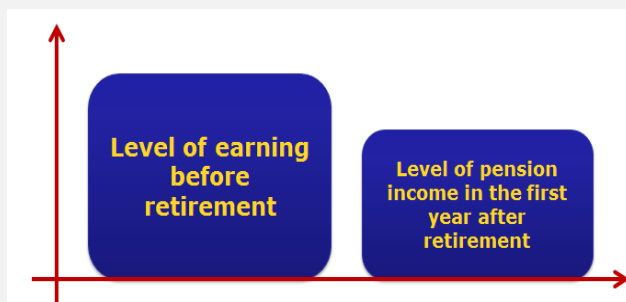 Level of earning
before
retirement
Level of pension
income in the first
year after
retirement